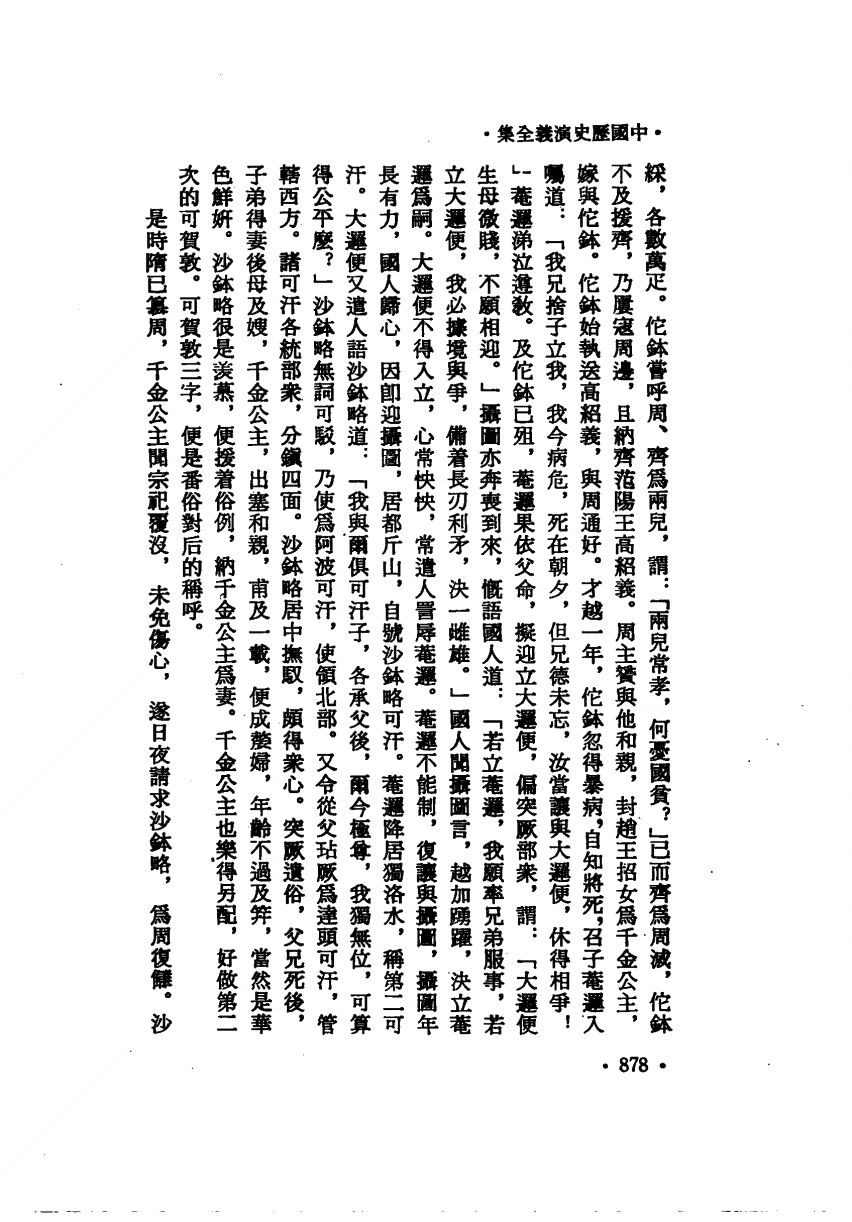 ·中國歷史演義全集·
綵，各數萬疋。佗鉢嘗呼周、齊爲兩兒，謂：「兩兒常孝，何憂國貧？」已而齊爲周滅，佗鉢
不及援齊，乃屢寇周邊，且納齊范陽王高紹義。周主贇與他和親，封趙王招女爲千金公主，
嫁與佗鉢。佗鉢始執送高紹義，與周通好。才越一年，佗鉢忽得暴病，自知將死，召子菴邏入
囑道：「我兄捨子立我，我今病危，死在朝夕，但兄德未忘，汝當讓與大邏便，休得相爭！
」菴邏涕泣遵敎。及佗鉢已歿，菴邏果依父命，擬迎立大邏便，偏突厥部衆，謂：「大邏便
生母微賤，不願相迎。」攝圖亦奔喪到來，慨語國人道：「若立菴邏，我願率兄弟服事，若
立大邏便，我必據境與爭，備着長刃利矛，決一雌雄。」國人聞攝圖言，越加踴躍，決立菴
邏爲嗣。大邏便不得入立，心常怏怏，常遣人詈辱菴邏。菴邏不能制，復讓與攝圖，攝圖年
長有力，國人歸心，因卽迎攝圖，居都斤山，自號沙鉢略可汗。菴邏降居獨洛水，稱第二可
汗。大邏便又遣人語沙鉢略道：「我與爾俱可汗子，各承父後，爾今極尊，我獨無位，可算
得公平麼？」沙鉢略無詞可駁，乃使爲阿波可汗，使領北部。又令從父玷厥爲達頭可汗，管
轄西方。諸可汗各統部衆，分鎭四面。沙鉢略居中撫馭，頗得衆心。突厥遺俗，父兄死後，
子弟得妻後母及嫂，千金公主，出塞和親，甫及一載，便成嫠婦，年齡不過及笄，當然是華
色鮮妍。沙鉢略很是羨慕，便援着俗例，納千金公主爲妻。千金公主也樂得另配，好做第二
次的可賀敦。可賀敦三字，便是番俗對后的稱呼。
是時隋已篡周，千金公主聞宗祀覆沒，未免傷心，遂日夜請求沙鉢略，爲周復讎。沙
·878·